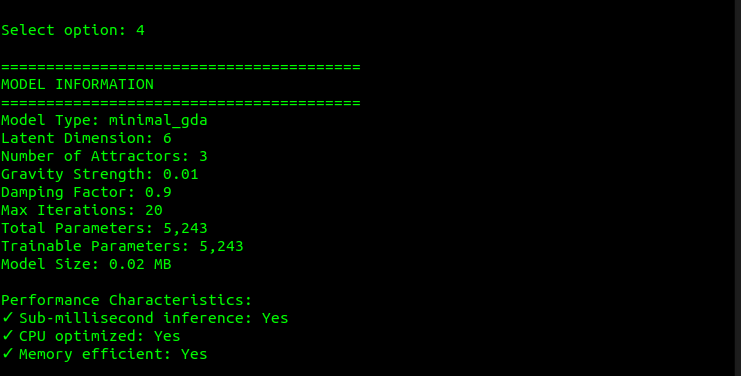 Select option: 4
========================================
MODEL INFORMATION
========================================
Model Type: minimal_gda
Latent Dimension: 6
Number of Attractors: 3
Gravity Strength: 0.01
Damping Factor: 0.9
Max Iterations: 20
Total Parameters: 5,243
Trainable Parameters: 5,243
Model Size: 0.02 MB
Performance Characteristics:
✓ Sub-millisecond inference: Yes
✓ CPU optimized: Yes
✓ Memory efficient: Yes